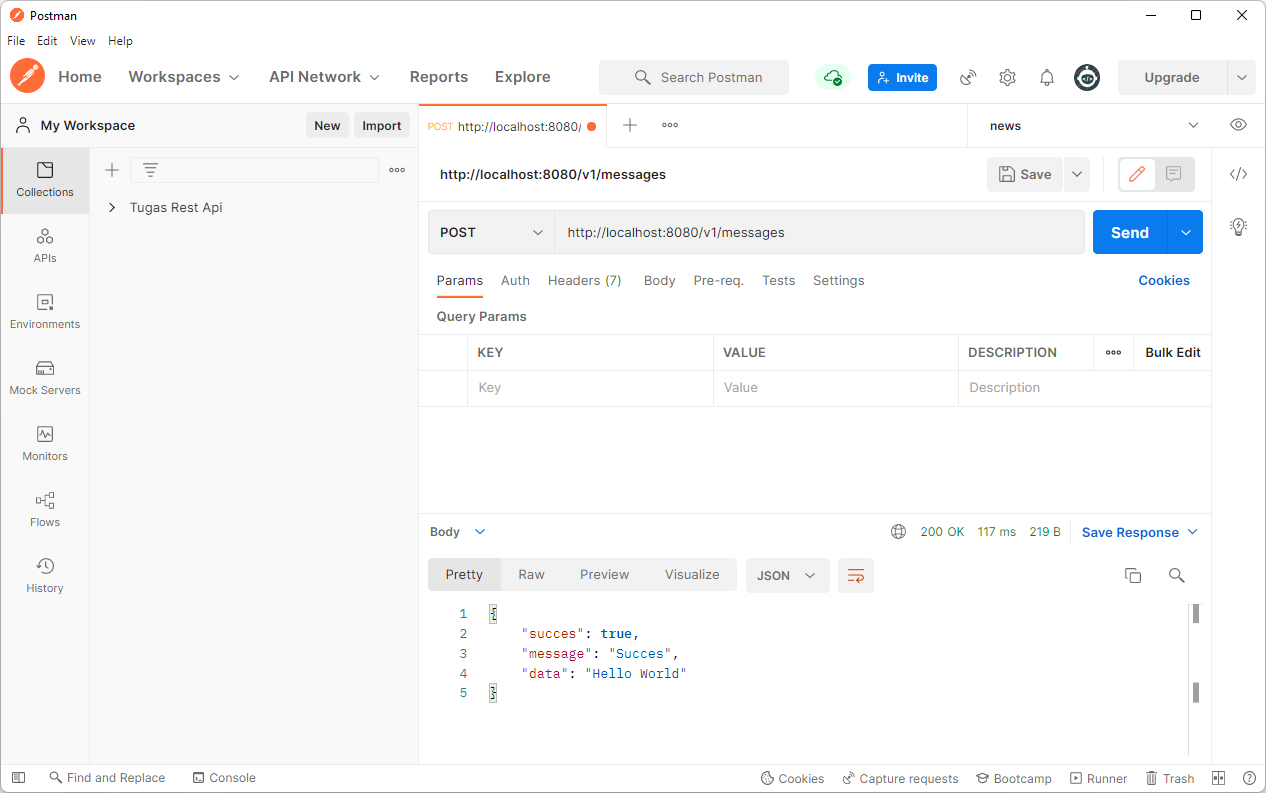 Postman
File Edit View Help
Home Workspaces API Network Reports Explore Search Postman Invite Upgrade
My Workspace New Import POST http://localhost:8080/ news
Collections
Tugas Rest Api
APIs
Environments
Mock Servers
Monitors
Flows
History
http://localhost:8080/v1/messages Save
POST http://localhost:8080/v1/messages Send
Params Auth Headers (7) Body Pre-req. Tests Settings Cookies
Query Params
KEY VALUE DESCRIPTION Bulk Edit
Key Value Description
Body 200 OK 117 ms 219 B Save Response
Pretty Raw Preview Visualize JSON
1 {
2 "succes": true,
3 "message": "Succes",
4 "data": "Hello World"
5 }
Find and Replace Console Cookies Capture requests Bootcamp Runner Trash